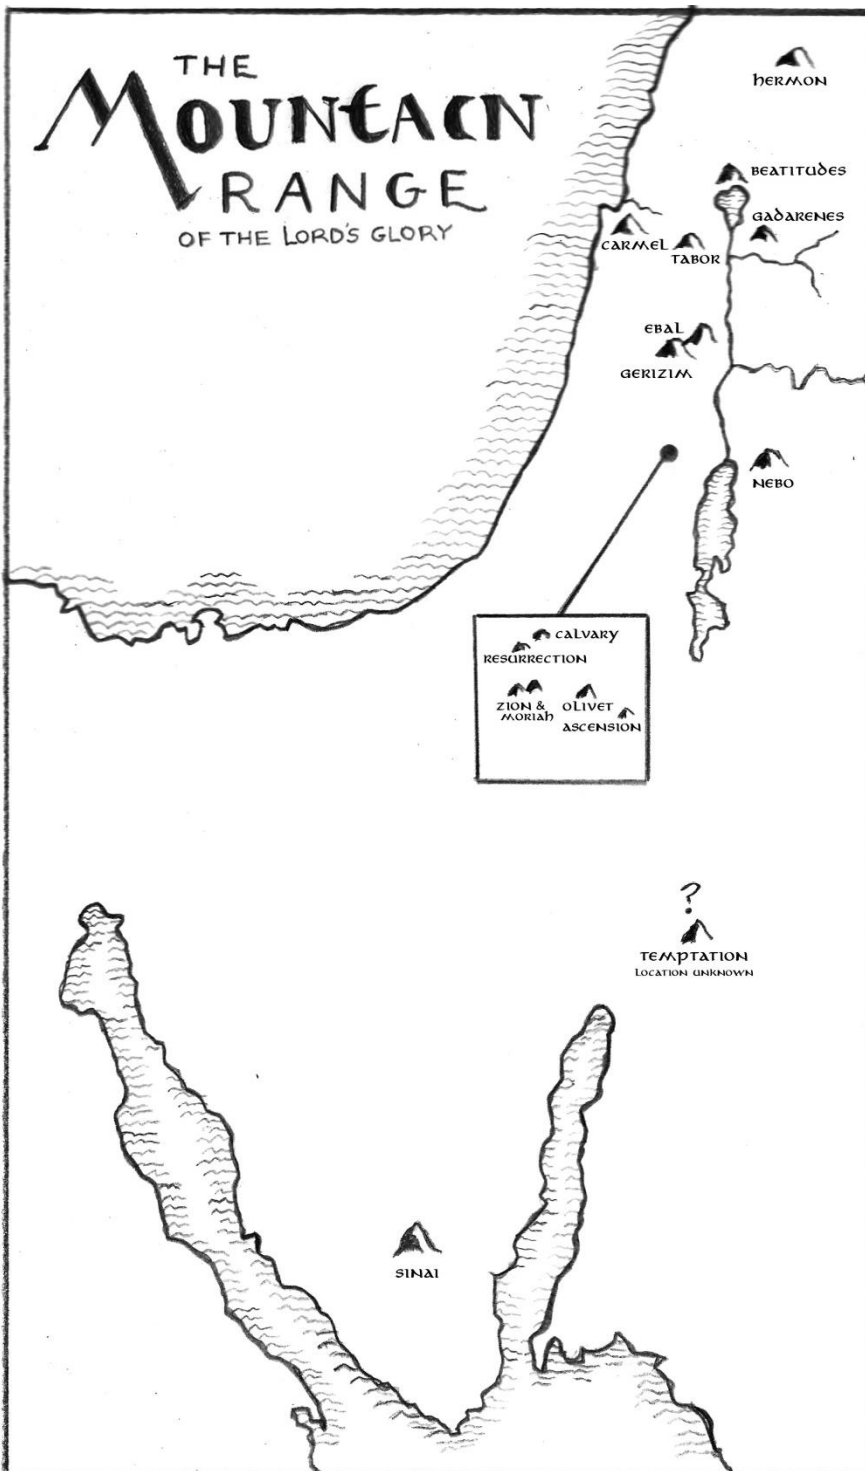 THE
MOUNTAIN
RANGE
OF THE LORD'S GLORY
HERMON
BEATITUDES
GADARENES
CARMEL
TABOR
EBAL
GERIZIM
NEBO
CALVARY
RESURRECTION
ZION &
MORIAH
OLIVET
ASCENSION
?
TEMPTATION
LOCATION UNKNOWN
SINAI